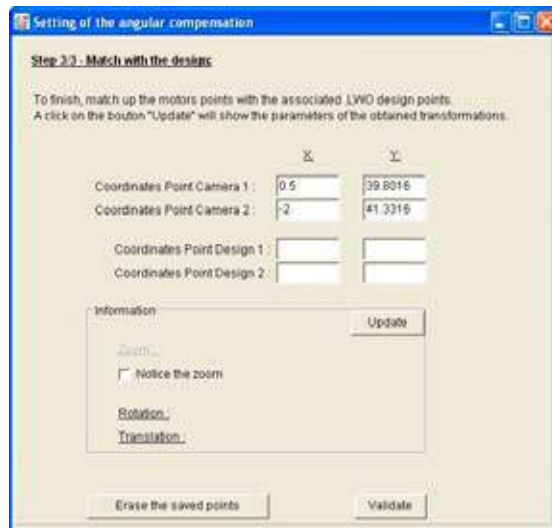 Setting of the angular compensation
Step 3/3 - Match with the design:
To finish, match up the motors points with the associated .LWO design points.
A click on the bouton "Update" will show the parameters of the obtained transformations.
X: Y:
Coordinates Point Camera 1 : 0.5 39.8016
Coordinates Point Camera 2 : -2 41.3316
Coordinates Point Design 1 :
Coordinates Point Design 2 :
Information
Update
Zoom :
Notice the zoom
Rotation :
Translation :
Erase the saved points Validate